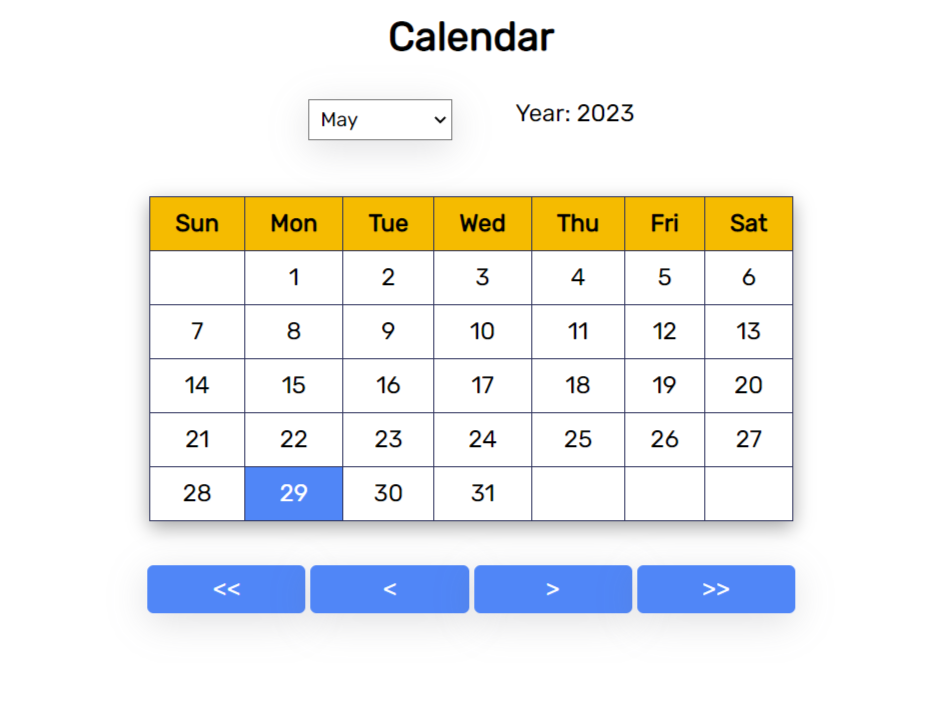 Calendar
May Year: 2023
Sun Mon Tue Wed Thu Fri Sat
1 2 3 4 5 6
7 8 9 10 11 12 13
14 15 16 17 18 19 20
21 22 23 24 25 26 27
28 29 30 31
<< < > >>